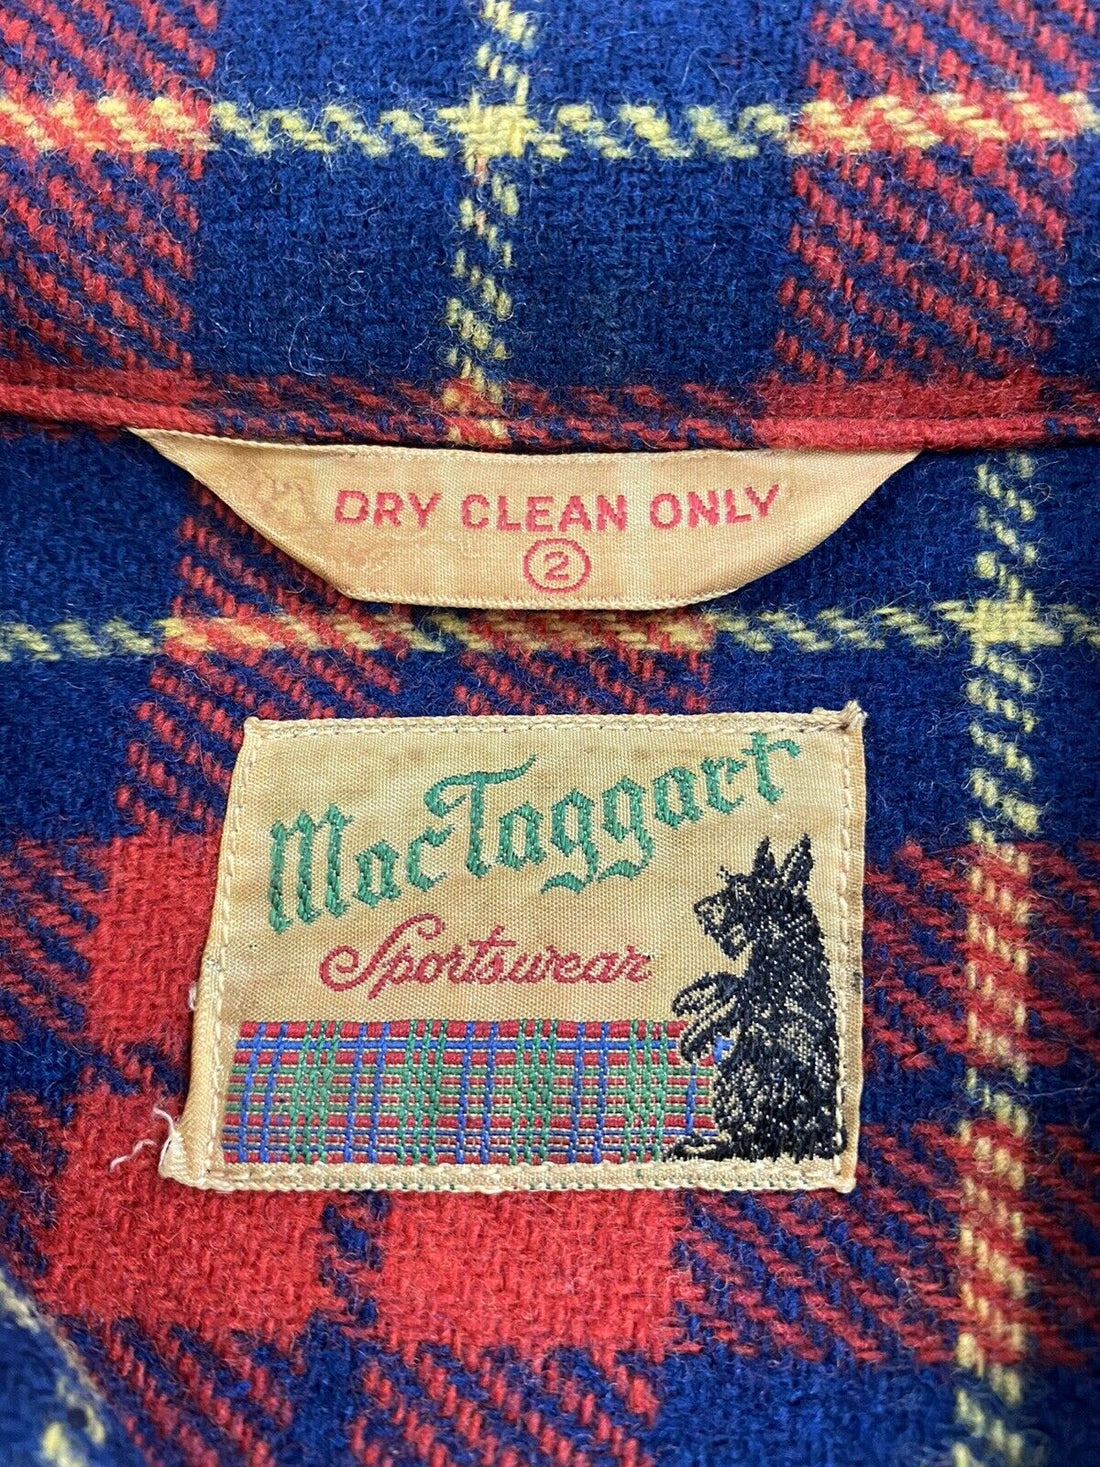 DRY CLEAN ONLY
2
MacTaggart
Sportswear